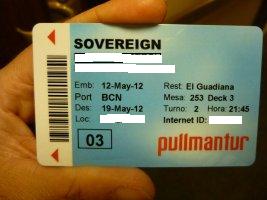 SOVEREIGN
Emb: 12-May-12 Rest: El Guadiana
Port BCN Mesa: 253 Deck 3
Des: 19-May-12 Turno: 2 Hora: 21:45
Loc: Internet ID:
03 pullmantur